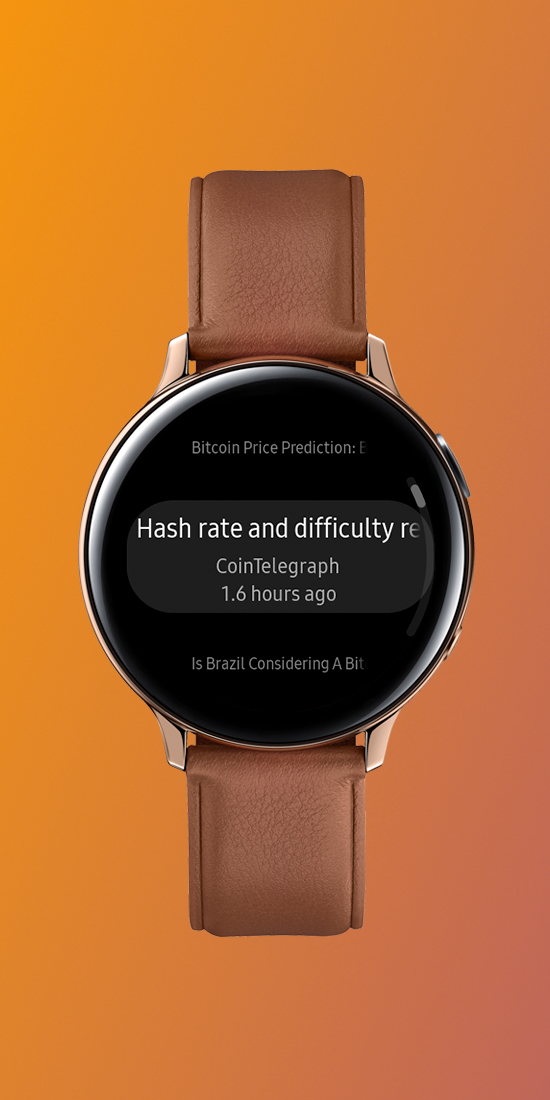 Bitcoin Price Prediction:
Hash rate and difficulty re
CoinTelegraph
1.6 hours ago
Is Brazil Considering A Bit